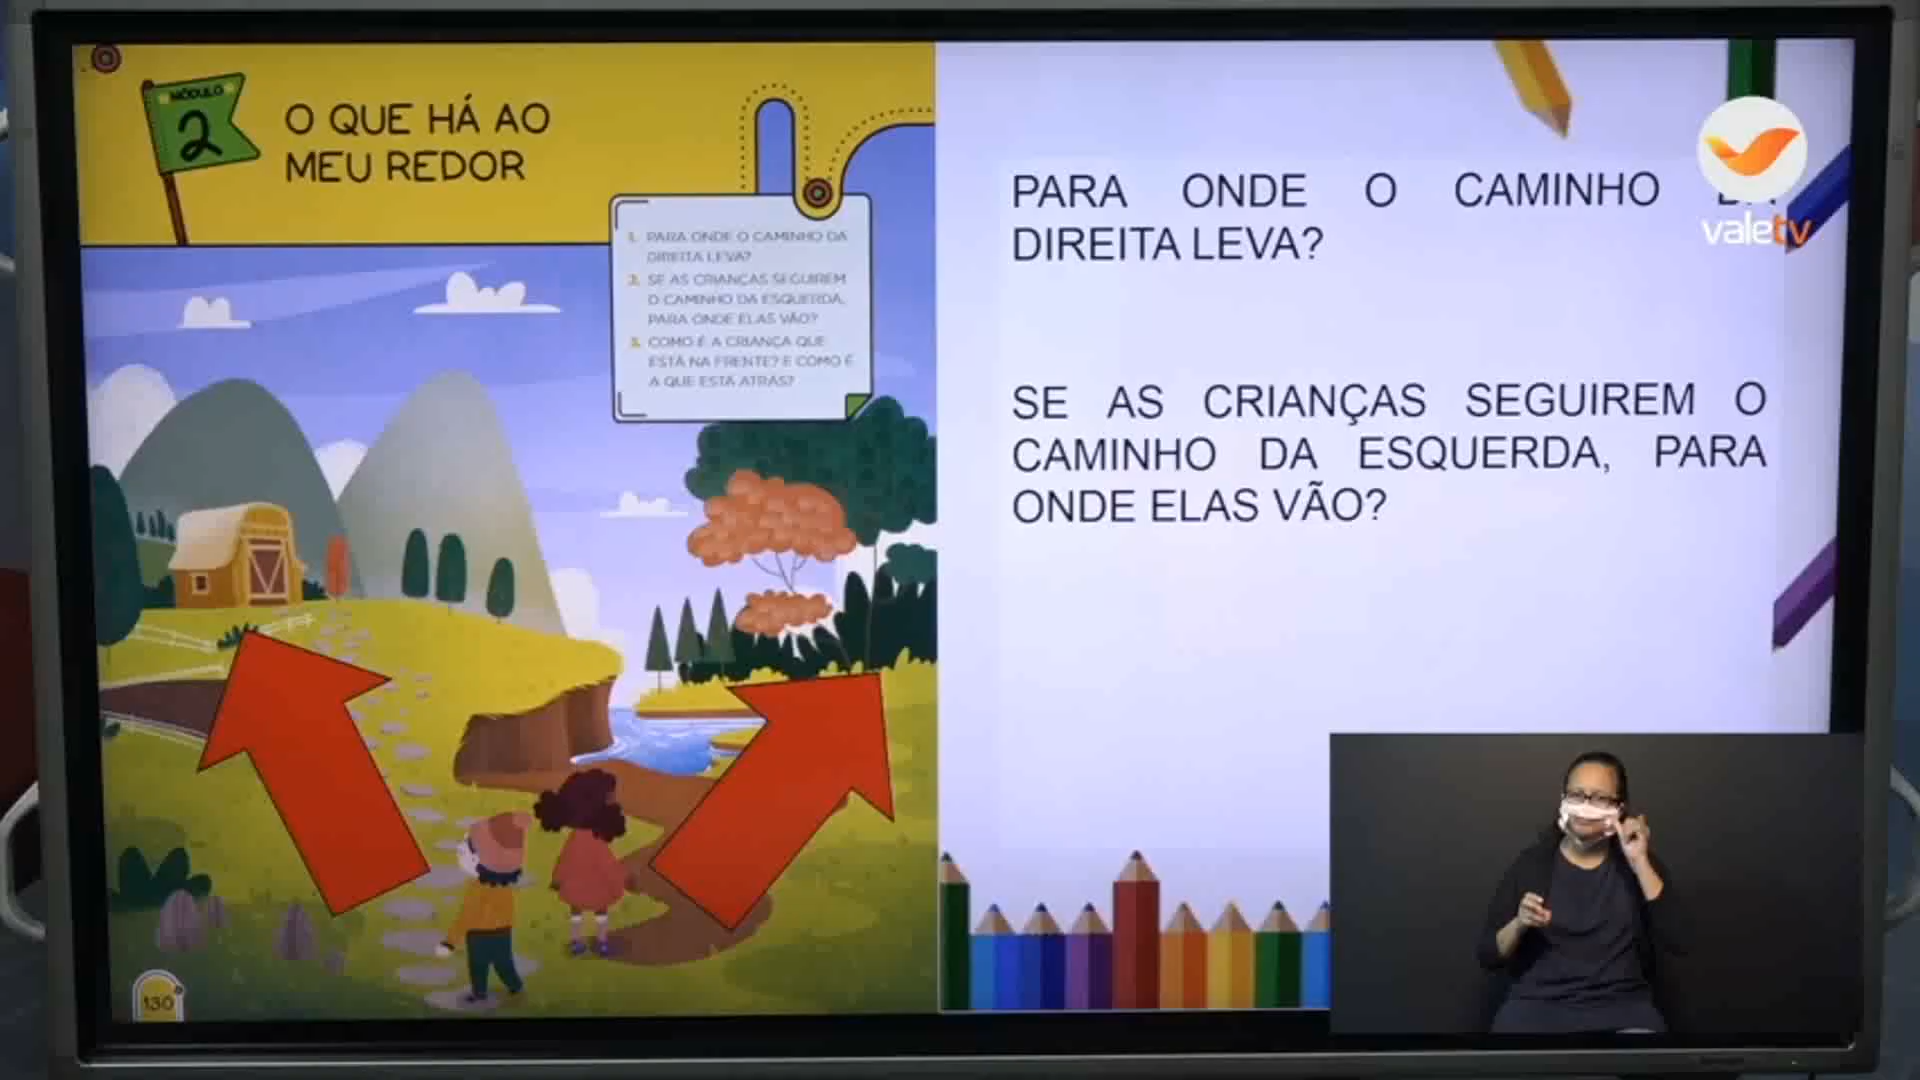 MÓDULO
2
O QUE HÁ AO
MEU REDOR
1. PARA ONDE O CAMINHO DA
DIREITA LEVA?
2. SE AS CRIANÇAS SEGUIREM
O CAMINHO DA ESQUERDA,
PARA ONDE ELAS VÃO?
3. COMO É A CRIANÇA QUE
ESTÁ NA FRENTE? E COMO É
A QUE ESTÁ ATRÁS?
130
PARA ONDE O CAMINHO DA
DIREITA LEVA?
SE AS CRIANÇAS SEGUIREM O
CAMINHO DA ESQUERDA, PARA
ONDE ELAS VÃO?
valetv